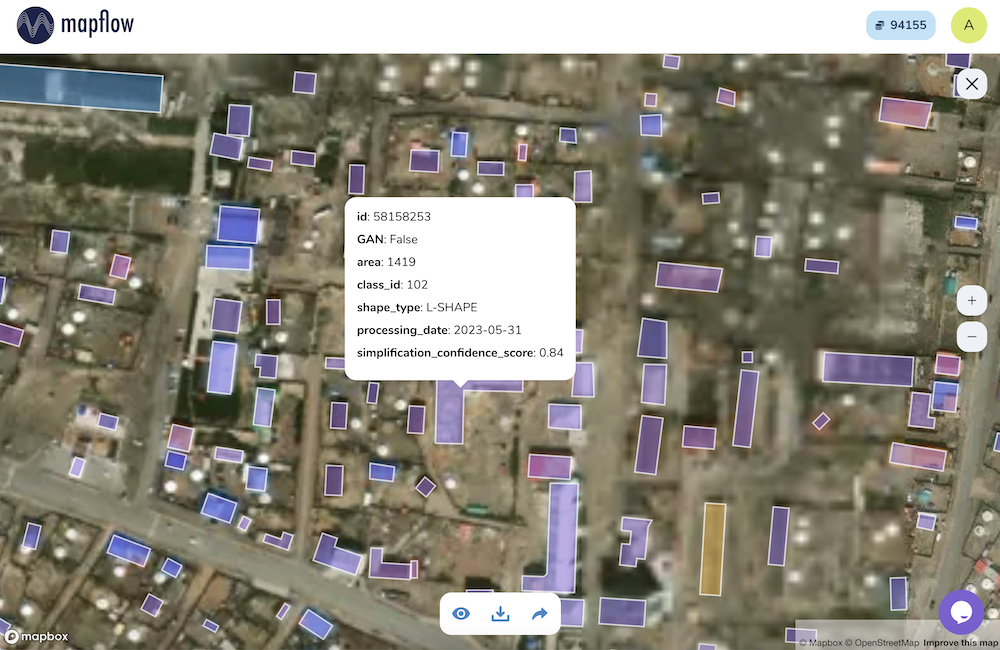 mapflow
94155
A
id: 58158253
GAN: False
area: 1419
class_id: 102
shape_type: L-SHAPE
processing_date: 2023-05-31
simplification_confidence_score: 0.84
+
−
mapbox
© Mapbox © OpenStreetMap Improve this map